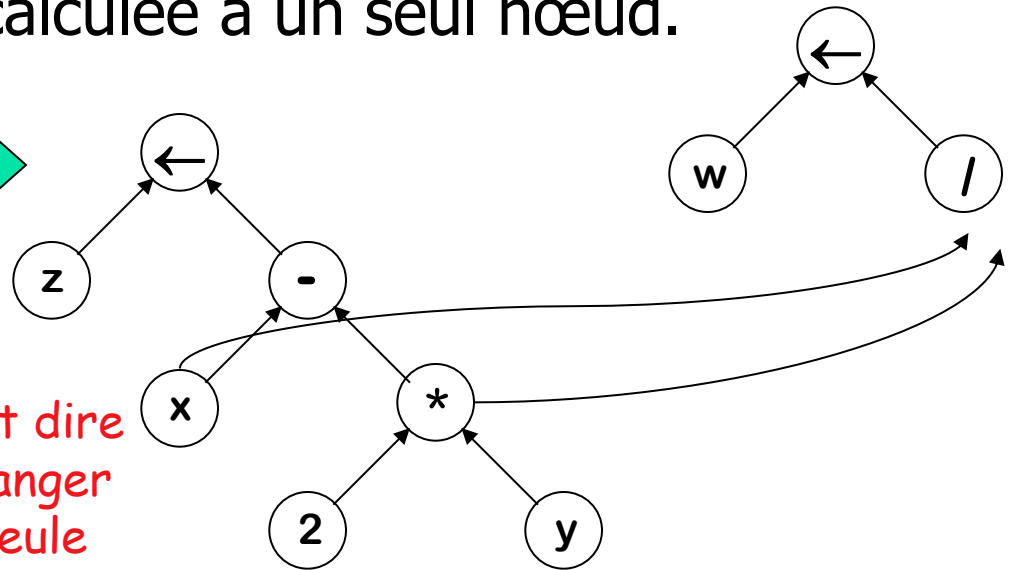 calculée à un seul nœud.
←
w
/
←
z
-
x
*
2
y
t dire
anger
eule